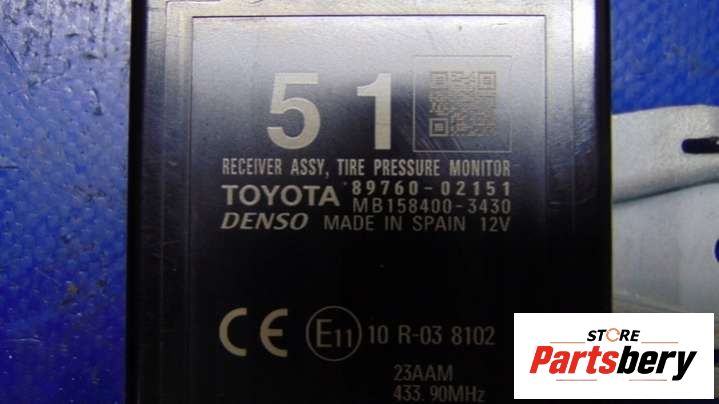 51
RECEIVER ASSY, TIRE PRESSURE MONITOR
TOYOTA 89760-02151
MB158400-3430
DENSO MADE IN SPAIN 12V
CE E11 10 R-03 8102
23AAM
433.90MHz
STORE
Partsbery